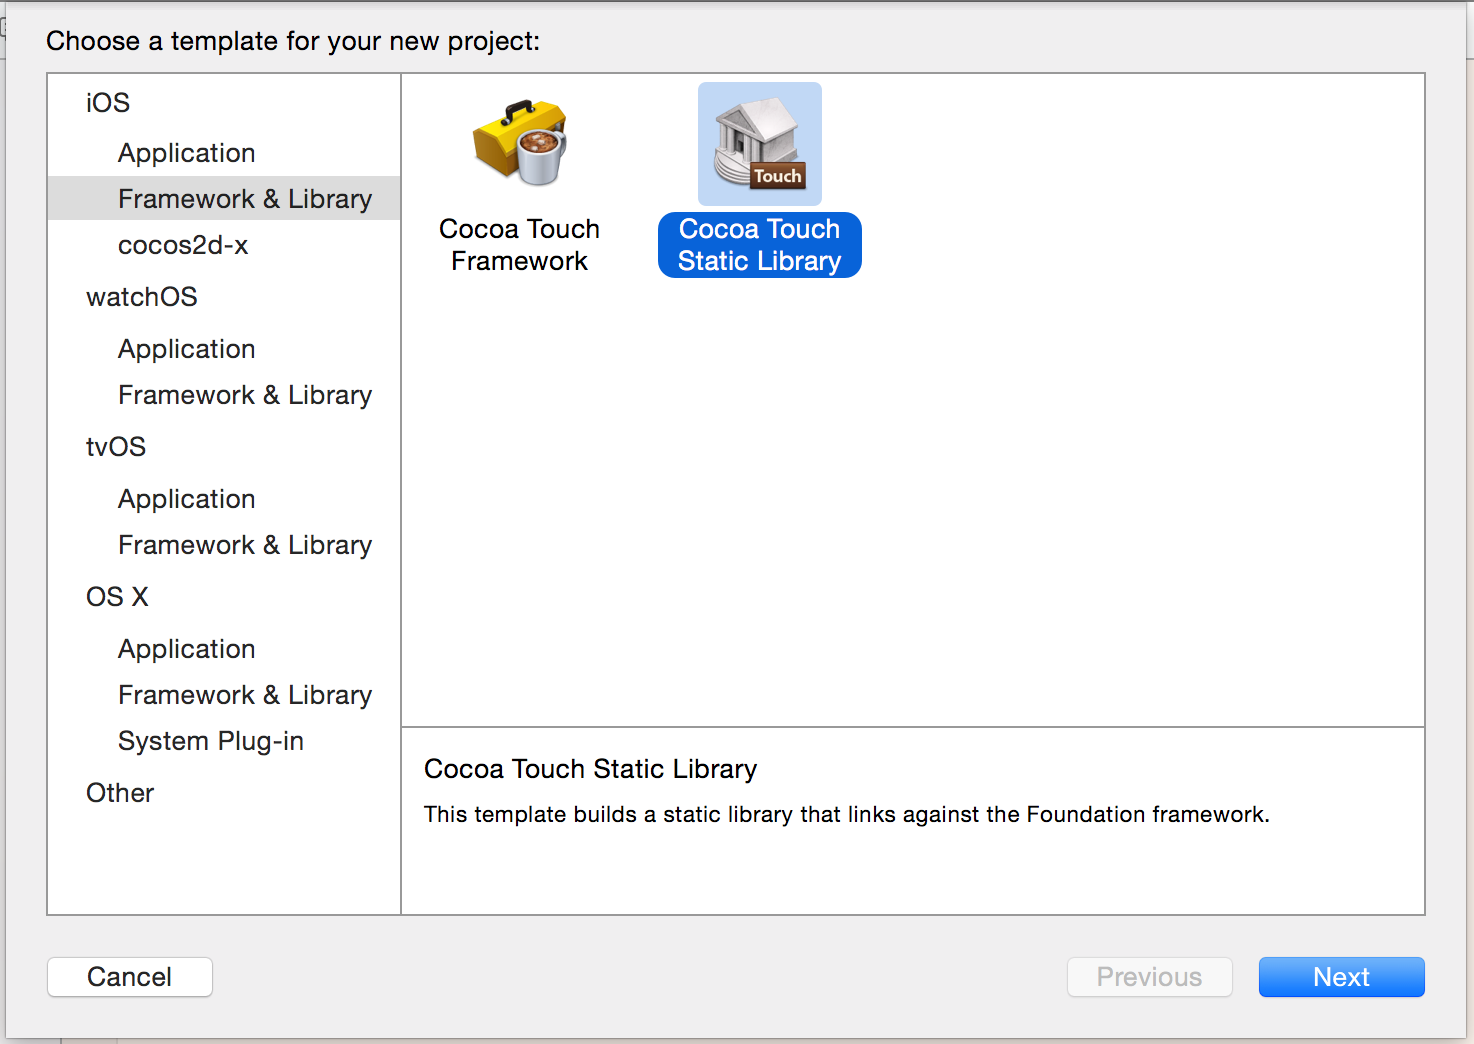 Choose a template for your new project:
iOS
Application
Framework & Library
cocos2d-x
watchOS
Application
Framework & Library
tvOS
Application
Framework & Library
OS X
Application
Framework & Library
System Plug-in
Other
Touch
Cocoa Touch
Framework
Cocoa Touch
Static Library
Cocoa Touch Static Library
This template builds a static library that links against the Foundation framework.
Cancel
Previous
Next